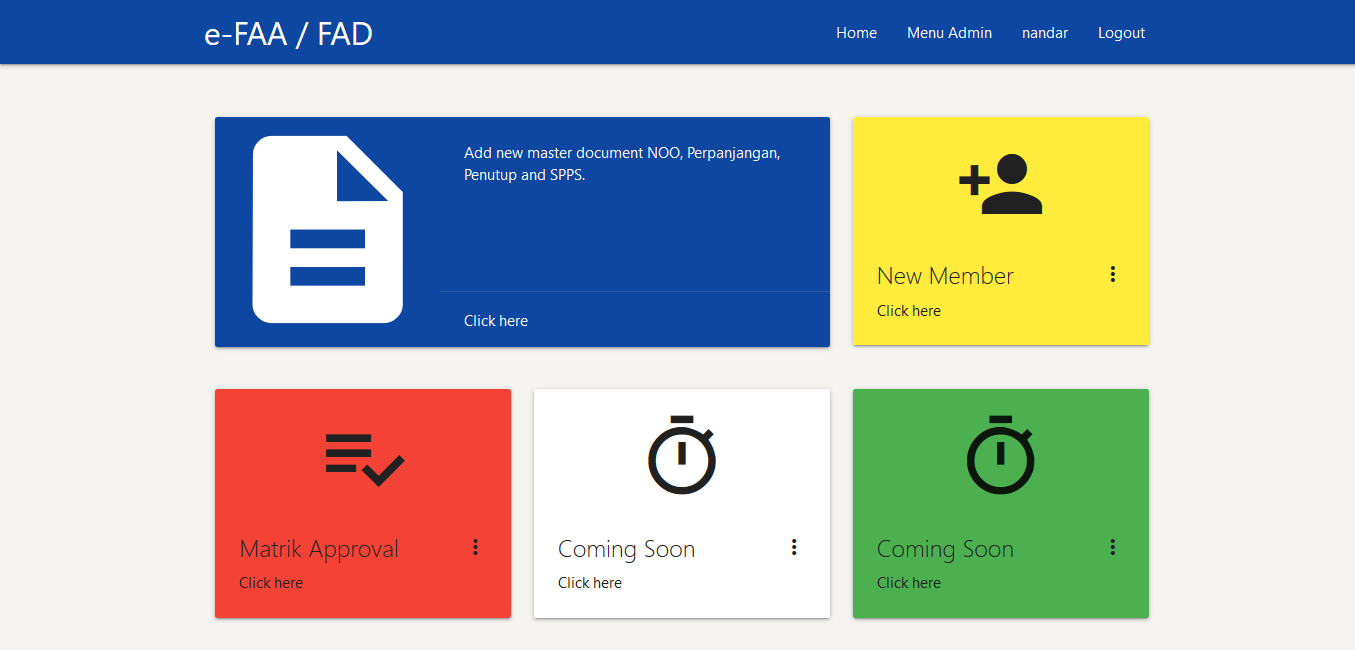 e-FAA / FAD
Home Menu Admin nandar Logout
Add new master document NOO, Perpanjangan,
Penutup and SPPS.
Click here
New Member
Click here
Matrik Approval
Click here
Coming Soon
Click here
Coming Soon
Click here